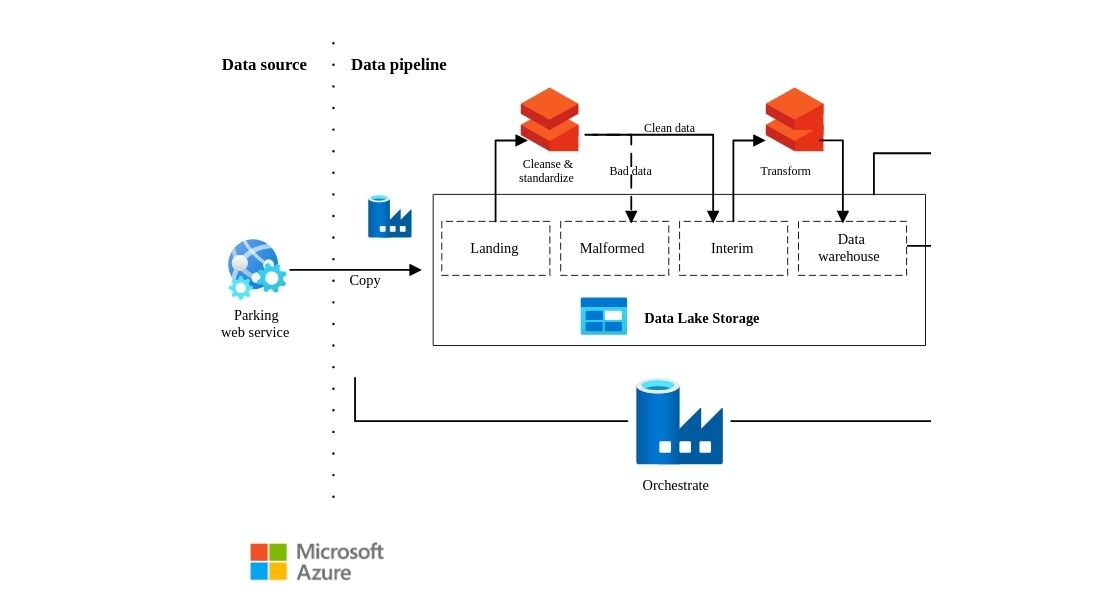 Data source
Data pipeline
Clean data
Cleanse &
standardize
Bad data
Transform
Landing
Malformed
Interim
Data
warehouse
Copy
Parking
web service
Data Lake Storage
Orchestrate
Microsoft
Azure